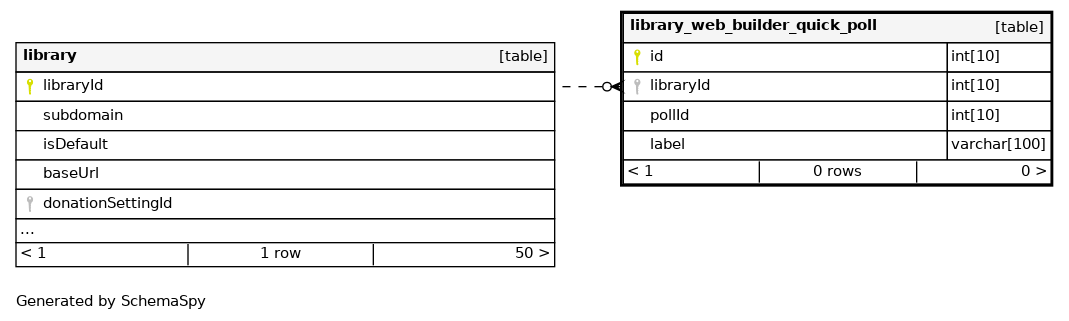 library [table]
libraryId
subdomain
isDefault
baseUrl
donationSettingId
...
< 1 1 row 50 >
library_web_builder_quick_poll [table]
id int[10]
libraryId int[10]
pollId int[10]
label varchar[100]
< 1 0 rows 0 >
Generated by SchemaSpy